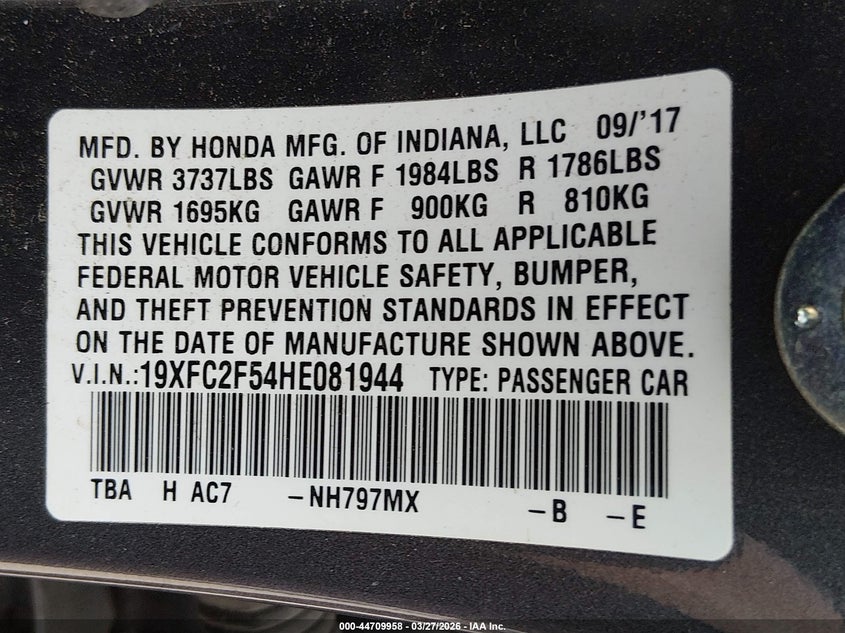 MFD. BY HONDA MFG. OF INDIANA, LLC 09/'17
GVWR 3737LBS GAWR F 1984LBS R 1786LBS
GVWR 1695KG GAWR F 900KG R 810KG
THIS VEHICLE CONFORMS TO ALL APPLICABLE
FEDERAL MOTOR VEHICLE SAFETY, BUMPER,
AND THEFT PREVENTION STANDARDS IN EFFECT
ON THE DATE OF MANUFACTURE SHOWN ABOVE.
V.I.N.:19XFC2F54HE081944 TYPE: PASSENGER CAR
TBA H AC7 -NH797MX -B -E
000-44709958 - 03/27/2026 - IAA Inc.